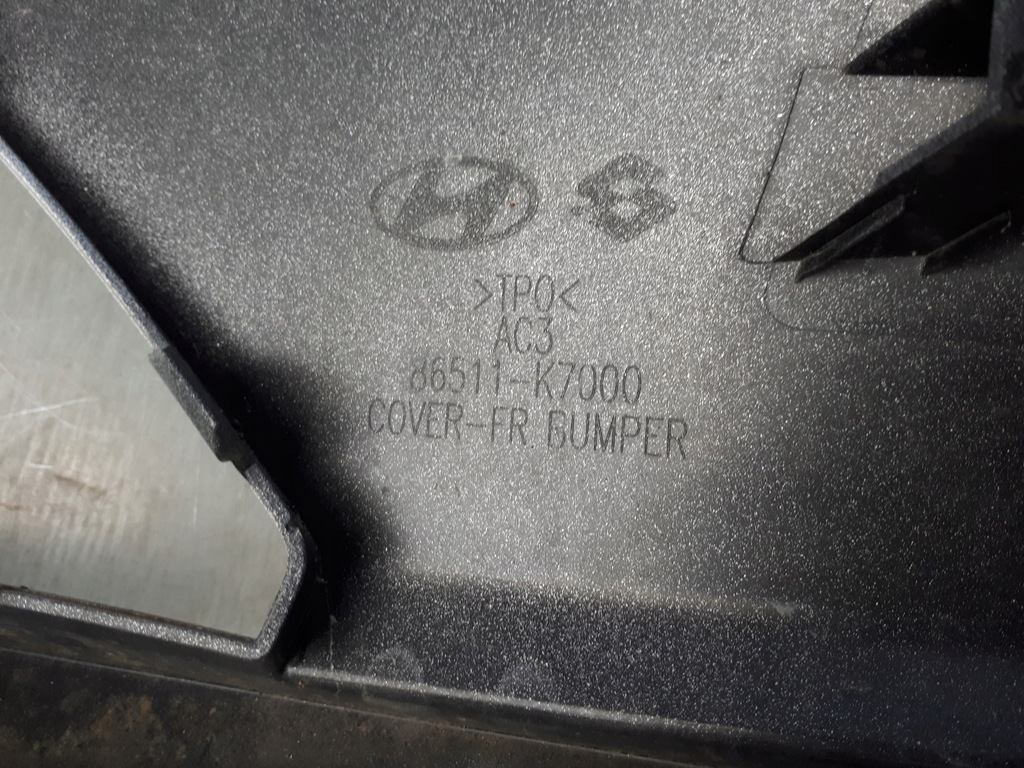 >TPO<
AC3
86511-K7000
COVER-FR BUMPER